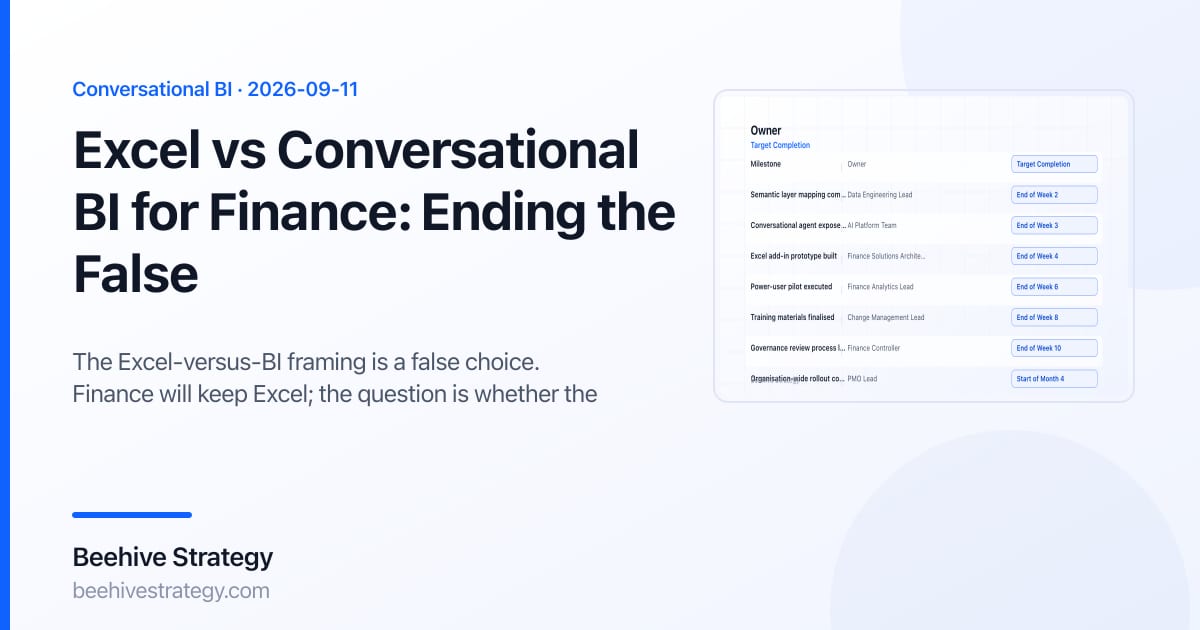 Conversational BI · 2026-09-11
Excel vs Conversational
BI for Finance: Ending the
False
The Excel-versus-BI framing is a false choice.
Finance will keep Excel; the question is whether the
Beehive Strategy
beehivestrategy.com
Owner
Target Completion
Milestone Owner Target Completion
Semantic layer mapping com... Data Engineering Lead End of Week 2
Conversational agent expose... AI Platform Team End of Week 3
Excel add-in prototype built Finance Solutions Archite... End of Week 4
Power-user pilot executed Finance Analytics Lead End of Week 6
Training materials finalised Change Management Lead End of Week 8
Governance review process l... Finance Controller End of Week 10
Organisation-wide rollout co... PMO Lead Start of Month 4